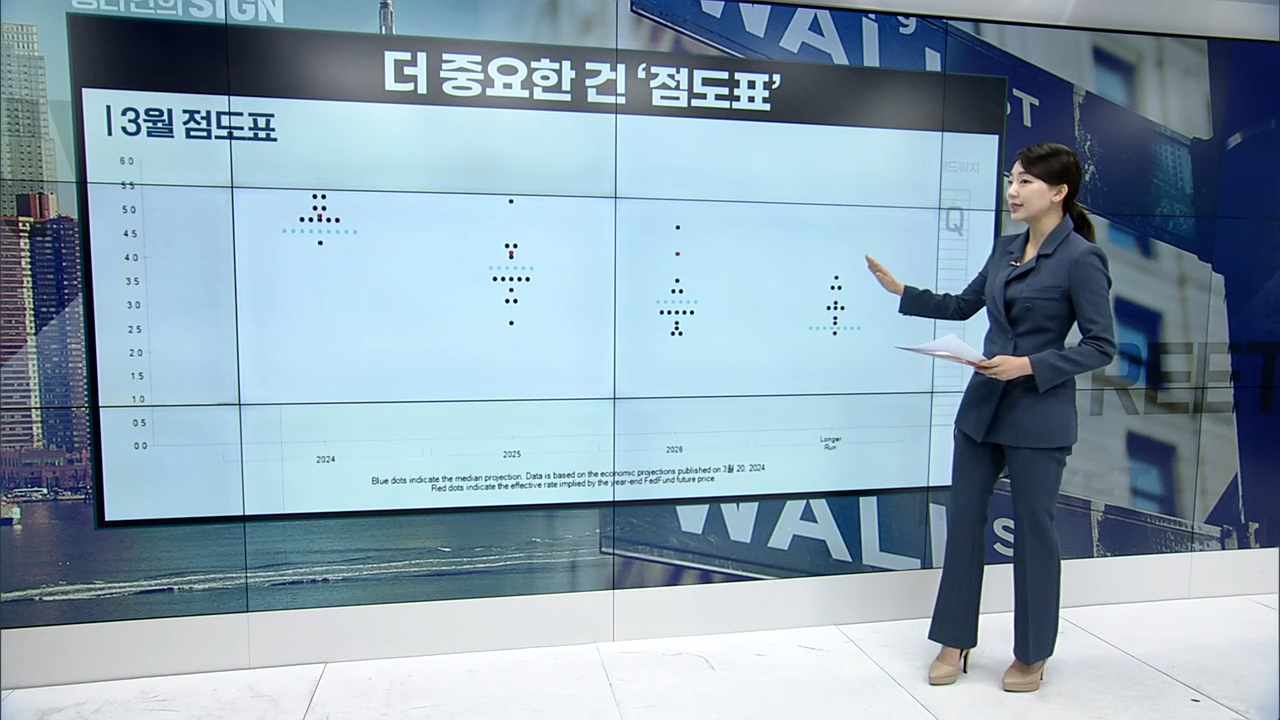 SIGN
더 중요한 건 ‘점도표’
3월 점도표
6.0
5.5
5.0
4.5
4.0
3.5
3.0
2.5
2.0
1.5
1.0
0.5
0.0
2024
2025
2026
Longer
Run
Blue dots indicate the median projection. Data is based on the economic projections published on 3월 20, 2024
Red dots indicate the effective rate implied by the year-end FedFund future price
WALL
ST
Q
REET
WALL
S